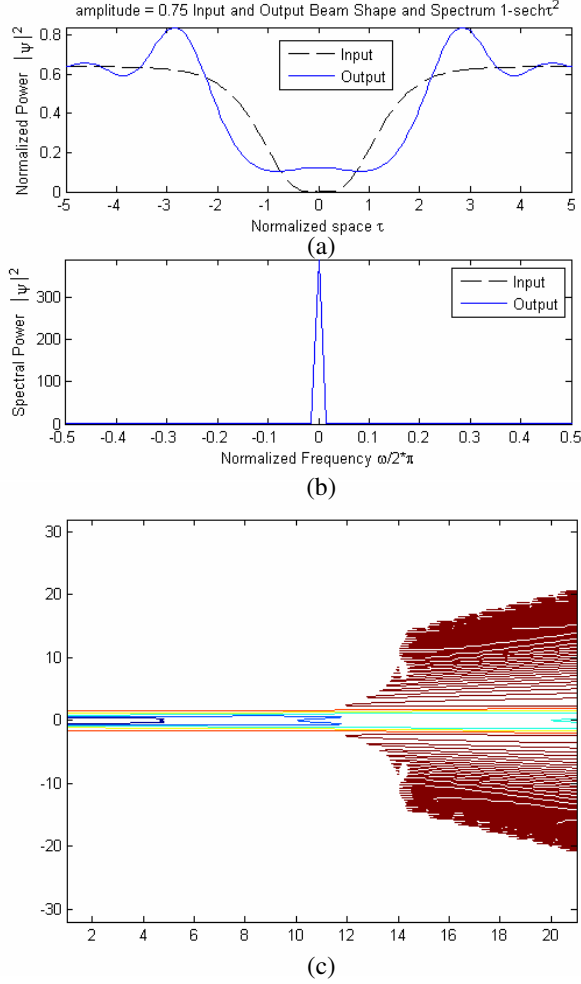 amplitude = 0.75 Input and Output Beam Shape and Spectrum 1-sechτ²
Normalized Power |ψ|²
0.8
0.6
0.4
0.2
0
Input
Output
-5 -4 -3 -2 -1 0 1 2 3 4 5
Normalized space τ
(a)
Spectral Power |ψ|²
300
200
100
0
Input
Output
-0.5 -0.4 -0.3 -0.2 -0.1 0 0.1 0.2 0.3 0.4 0.5
Normalized Frequency ω/2*π
(b)
30
20
10
0
-10
-20
-30
2 4 6 8 10 12 14 16 18 20
(c)